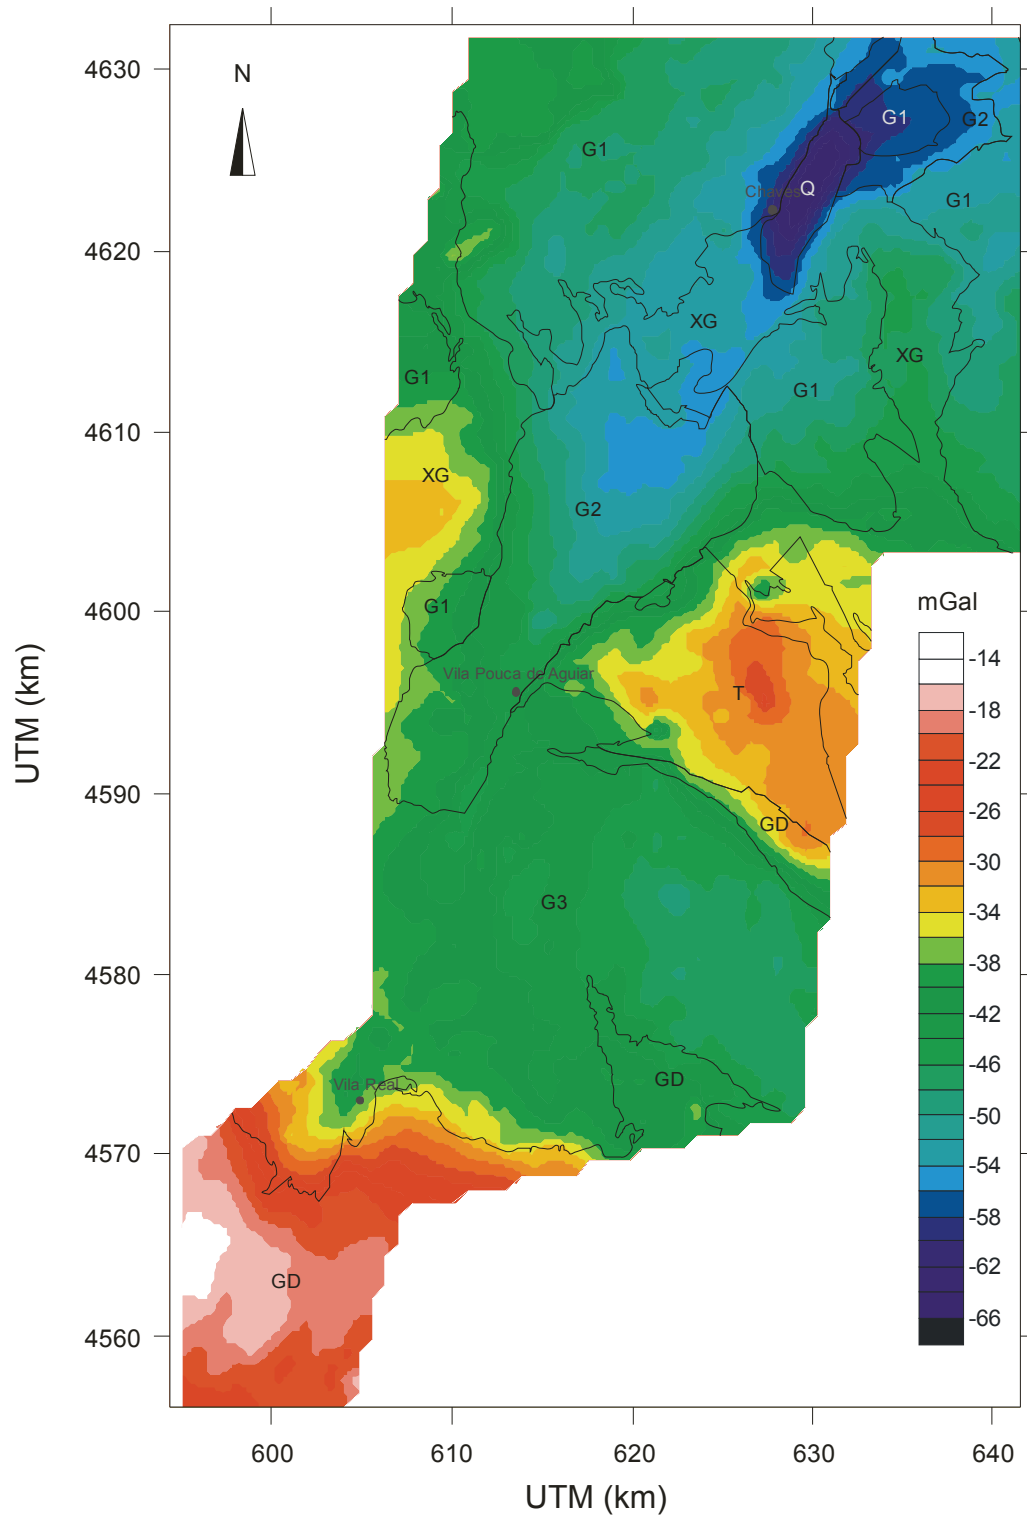 4630
N
G1
G2
G1
Q
Chaves
G1
4620
XG
XG
G1
G1
4610
XG
G2
4600
G1
mGal
-14
-18
-22
-26
-30
-34
-38
-42
-46
-50
-54
-58
-62
-66
Vila Pouca de Aguiar
T
UTM (km)
4590
GD
G3
4580
GD
Vila Real
4570
GD
4560
600
610
620
630
640
UTM (km)